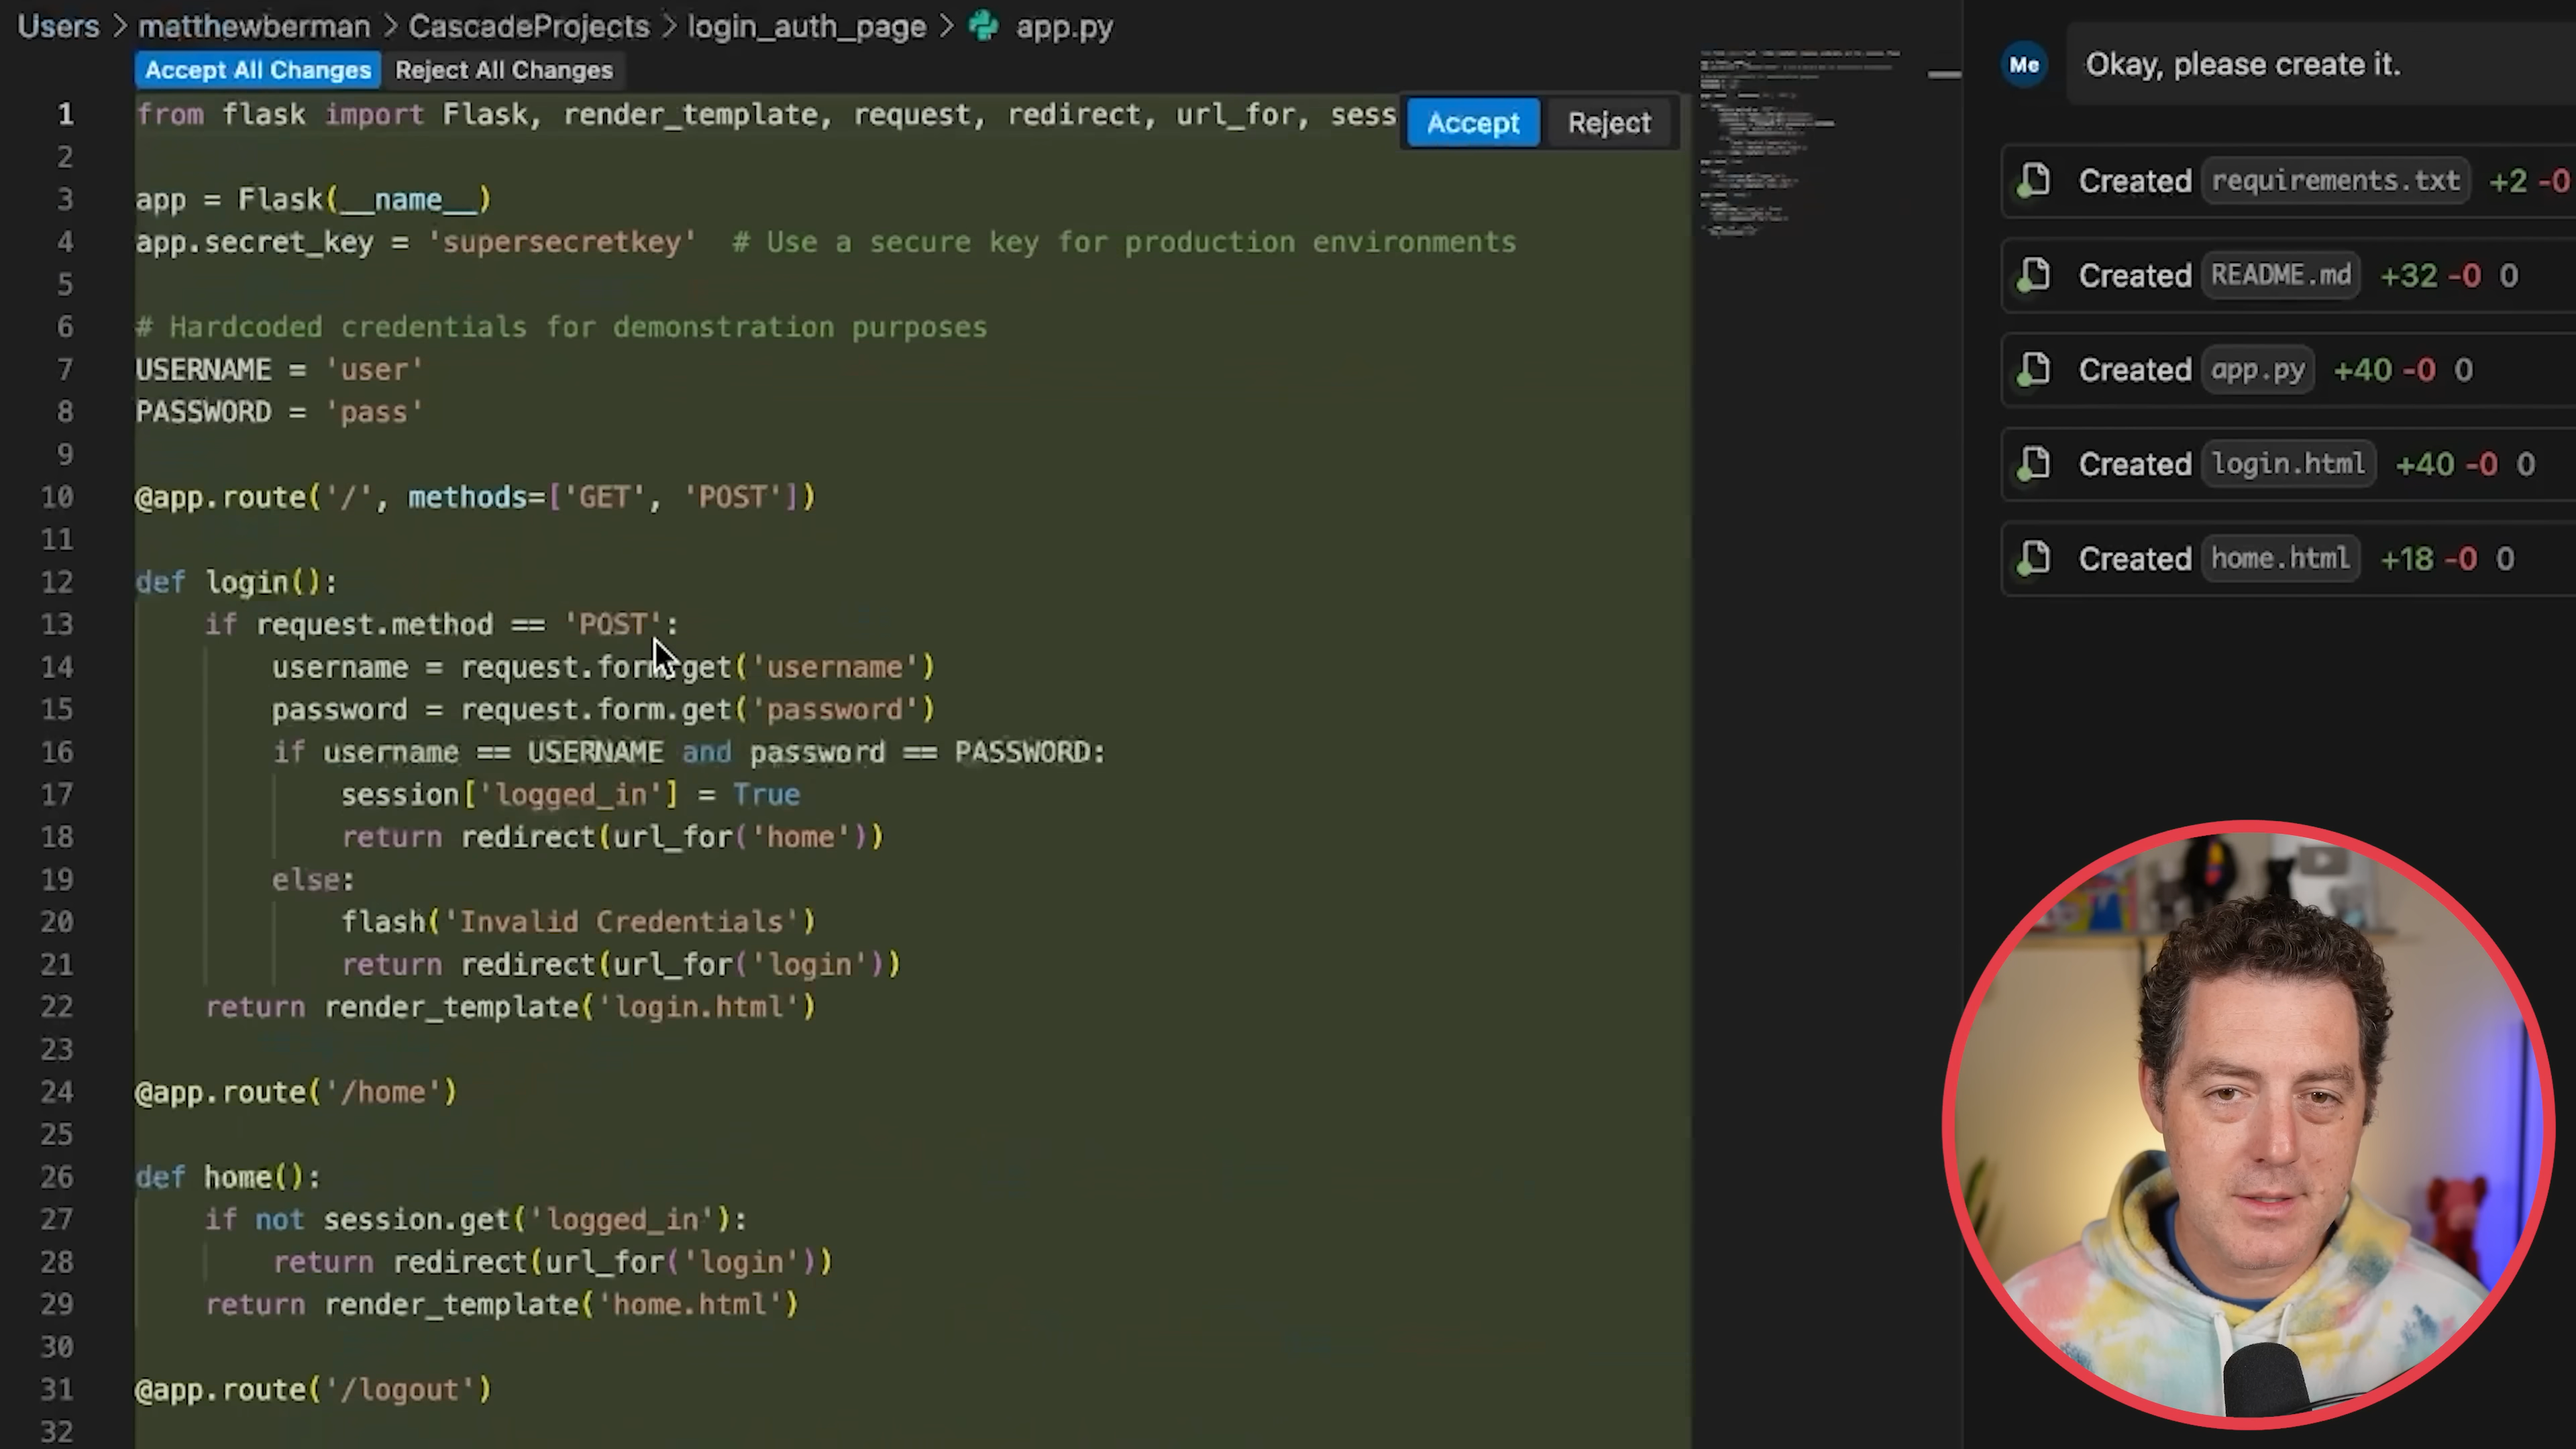 Users > matthewberman > CascadeProjects > login_auth_page > app.py
Accept All Changes Reject All Changes
1 from flask import Flask, render_template, request, redirect, url_for, sess
Accept Reject
2
3 app = Flask(__name__)
4 app.secret_key = 'supersecretkey'  # Use a secure key for production environments
5
6 # Hardcoded credentials for demonstration purposes
7 USERNAME = 'user'
8 PASSWORD = 'pass'
9
10 @app.route('/', methods=['GET', 'POST'])
11
12 def login():
13     if request.method == 'POST':
14         username = request.form.get('username')
15         password = request.form.get('password')
16         if username == USERNAME and password == PASSWORD:
17             session['logged_in'] = True
18             return redirect(url_for('home'))
19         else:
20             flash('Invalid Credentials')
21             return redirect(url_for('login'))
22     return render_template('login.html')
23
24 @app.route('/home')
25
26 def home():
27     if not session.get('logged_in'):
28         return redirect(url_for('login'))
29     return render_template('home.html')
30
31 @app.route('/logout')
32
Me Okay, please create it.
Created requirements.txt +2 -0
Created README.md +32 -0 0
Created app.py +40 -0 0
Created login.html +40 -0 0
Created home.html +18 -0 0